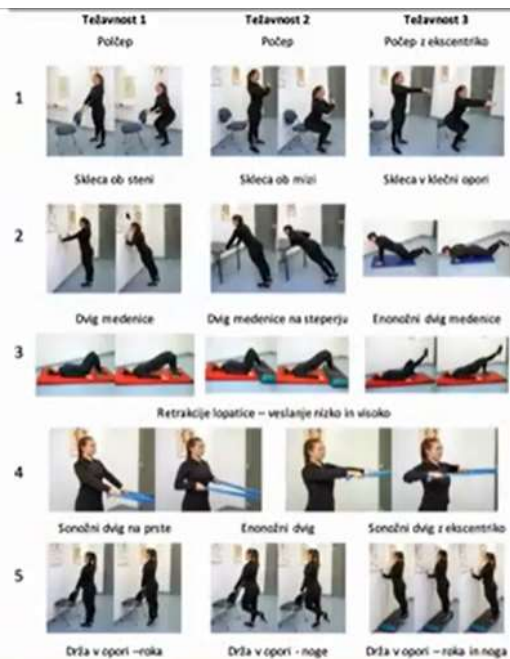 Težavnost 1 Težavnost 2 Težavnost 3
Polčep Počep Počep z ekscentriko
1
Skleca ob steni Skleca ob mizi Skleca v klečni opori
2
Dvig medenice Dvig medenice na steperju Enonožni dvig medenice
3
Retrakcije lopatice – veslanje nizko in visoko
4
Sonožni dvig na prste Enonožni dvig Sonožni dvig z ekscentriko
5
Drža v opori –roka Drža v opori - noge Drža v opori – roka in noga